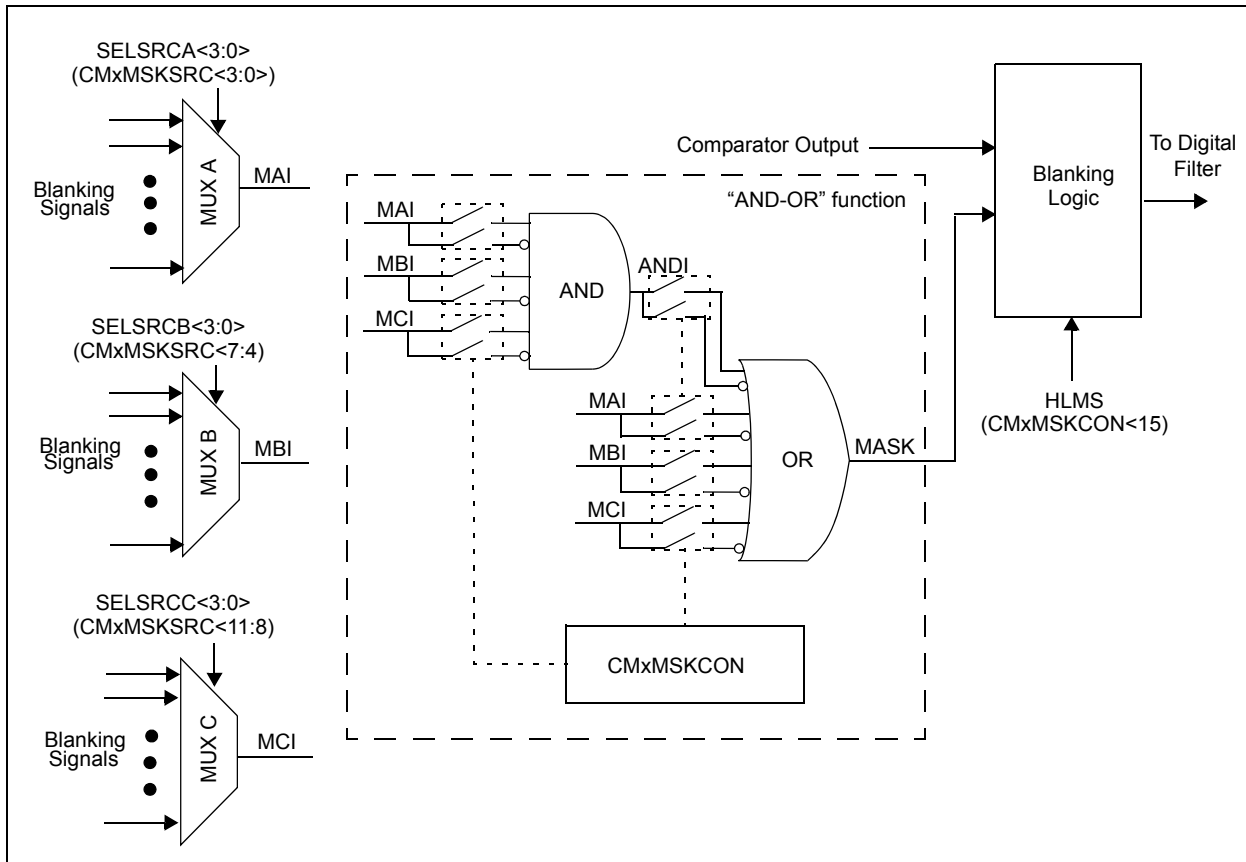 SELSRCA<3:0>
(CMxMSKSRC<3:0>)
MUX A
MAI
Blanking
Signals
SELSRCB<3:0>
(CMxMSKSRC<7:4)
MUX B
MBI
Blanking
Signals
SELSRCC<3:0>
(CMxMSKSRC<11:8)
MUX C
MCI
Blanking
Signals
Comparator Output
“AND-OR” function
MAI
MBI
MCI
AND
ANDI
MAI
MBI
MCI
OR
MASK
CMxMSKCON
Blanking
Logic
To Digital
Filter
HLMS
(CMxMSKCON<15)